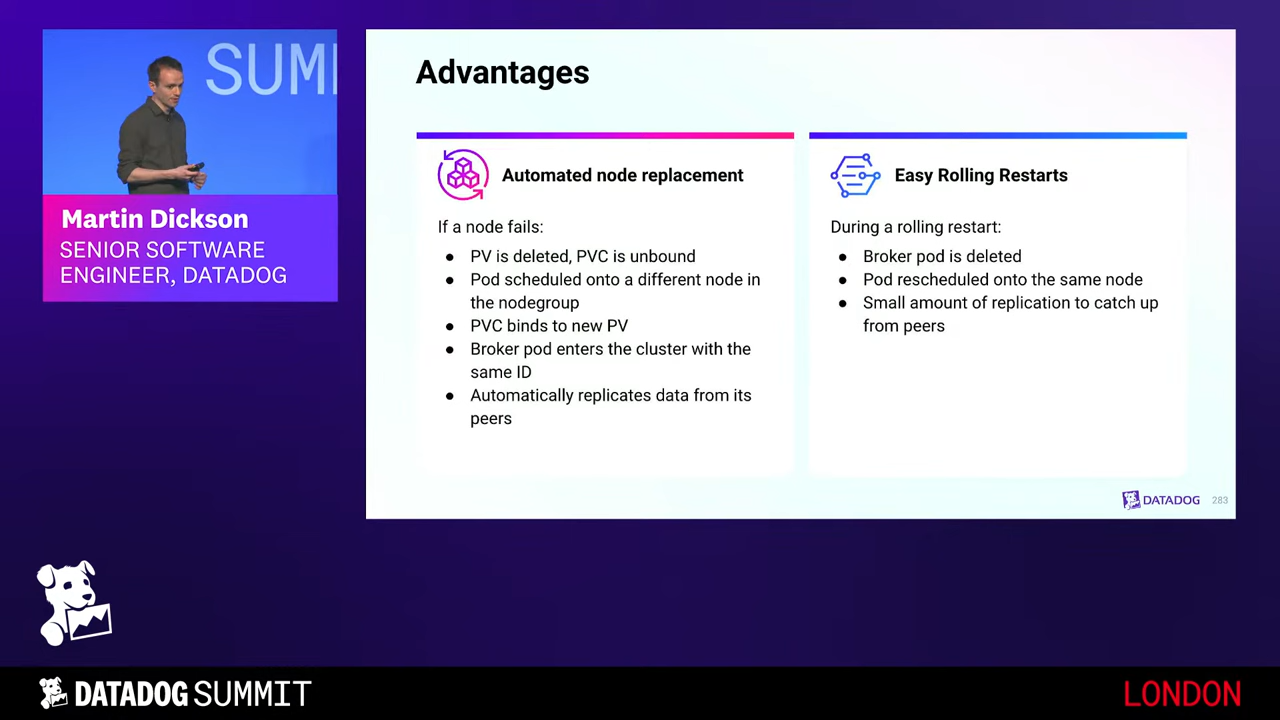 SUMI
Martin Dickson
SENIOR SOFTWARE
ENGINEER, DATADOG
Advantages
Automated node replacement
If a node fails:
● PV is deleted, PVC is unbound
● Pod scheduled onto a different node in
the nodegroup
● PVC binds to new PV
● Broker pod enters the cluster with the
same ID
● Automatically replicates data from its
peers
Easy Rolling Restarts
During a rolling restart:
● Broker pod is deleted
● Pod rescheduled onto the same node
● Small amount of replication to catch up
from peers
DATADOG 283
DATADOG SUMMIT
LONDON